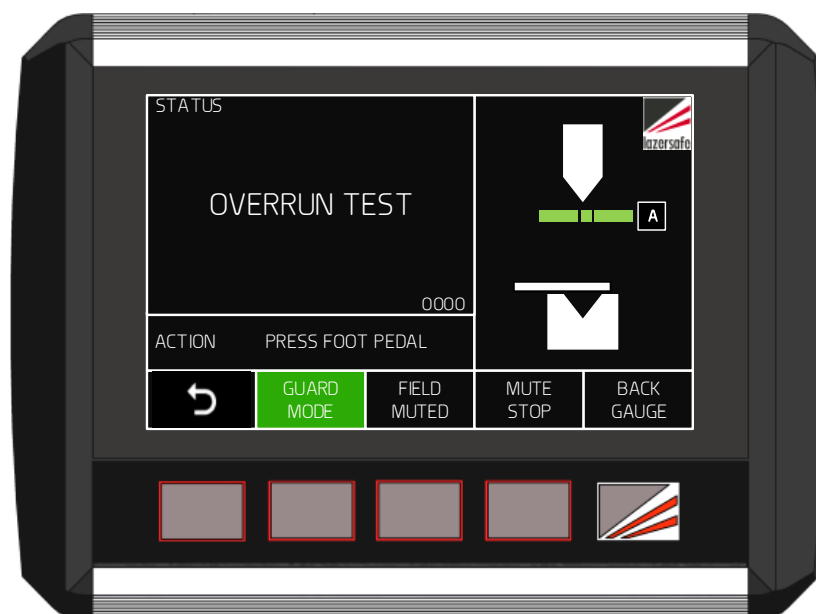 STATUS
lazersafe
OVERRUN TEST
A
0000
ACTION PRESS FOOT PEDAL
GUARD
MODE
FIELD
MUTED
MUTE
STOP
BACK
GAUGE